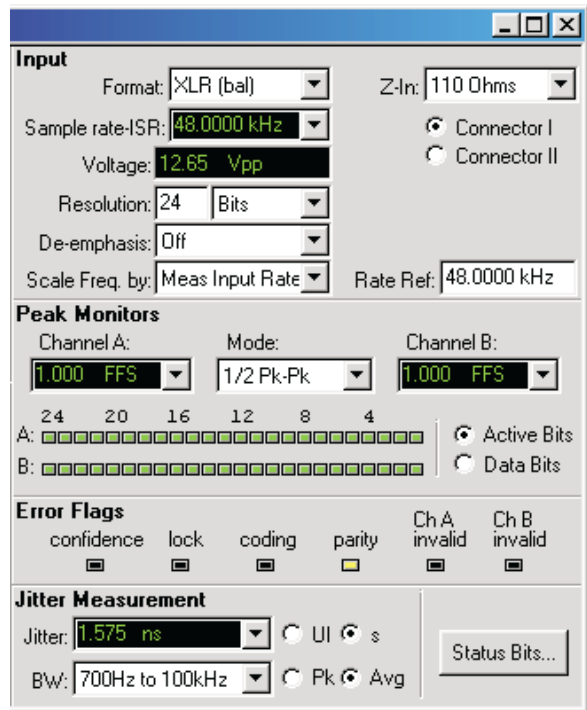 Input
Format: XLR (bal) Z-In: 110 Ohms
Sample rate-ISR: 48.0000 kHz Connector I
Voltage: 12.65 Vpp Connector II
Resolution: 24 Bits
De-emphasis: Off
Scale Freq. by: Meas Input Rate Rate Ref: 48.0000 kHz
Peak Monitors
Channel A: Mode: Channel B:
1.000 FFS 1/2 Pk-Pk 1.000 FFS
24 20 16 12 8 4
A: Active Bits
B: Data Bits
Error Flags
confidence lock coding parity Ch A invalid Ch B invalid
Jitter Measurement
Jitter: 1.575 ns UI s
BW: 700Hz to 100kHz Pk Avg
Status Bits...